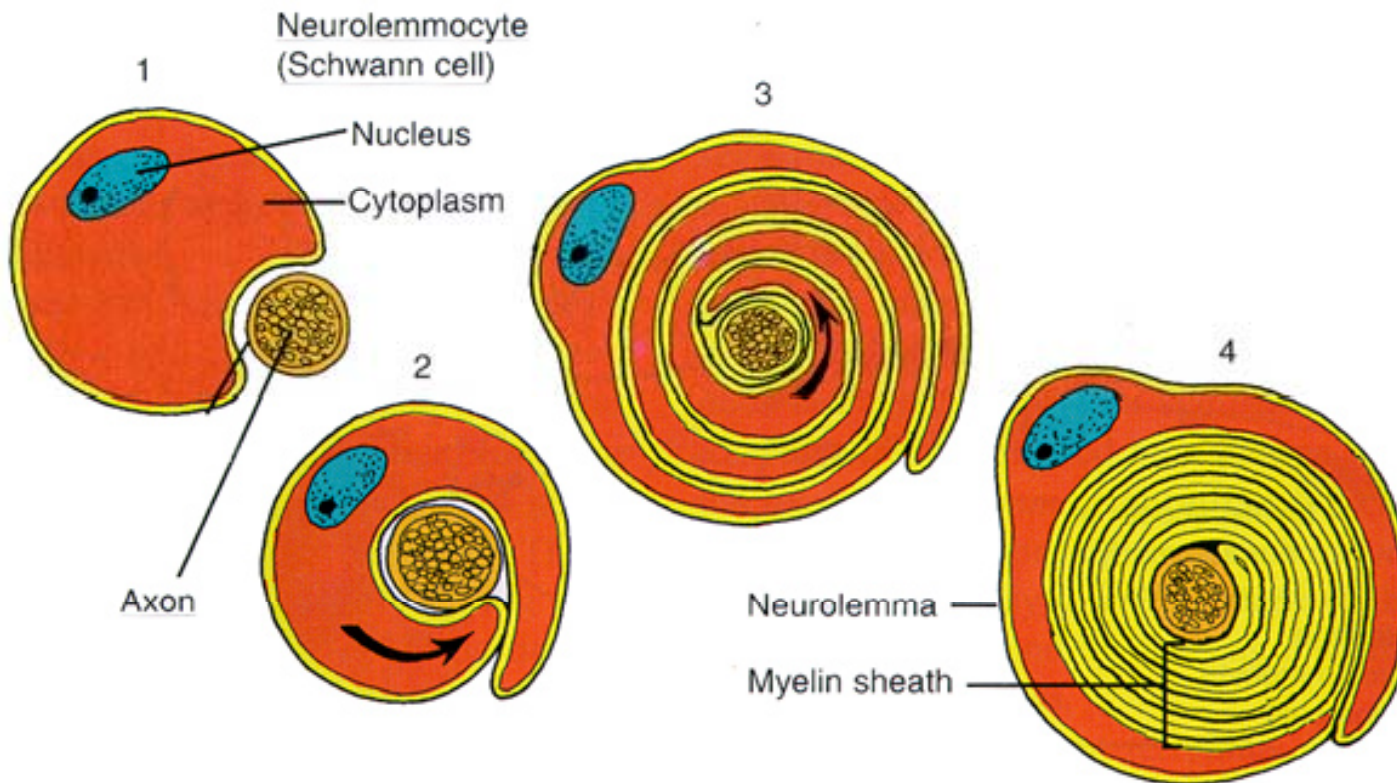 Neurolemmocyte
(Schwann cell)
1
Nucleus
Cytoplasm
Axon
2
3
4
Neurolemma
Myelin sheath